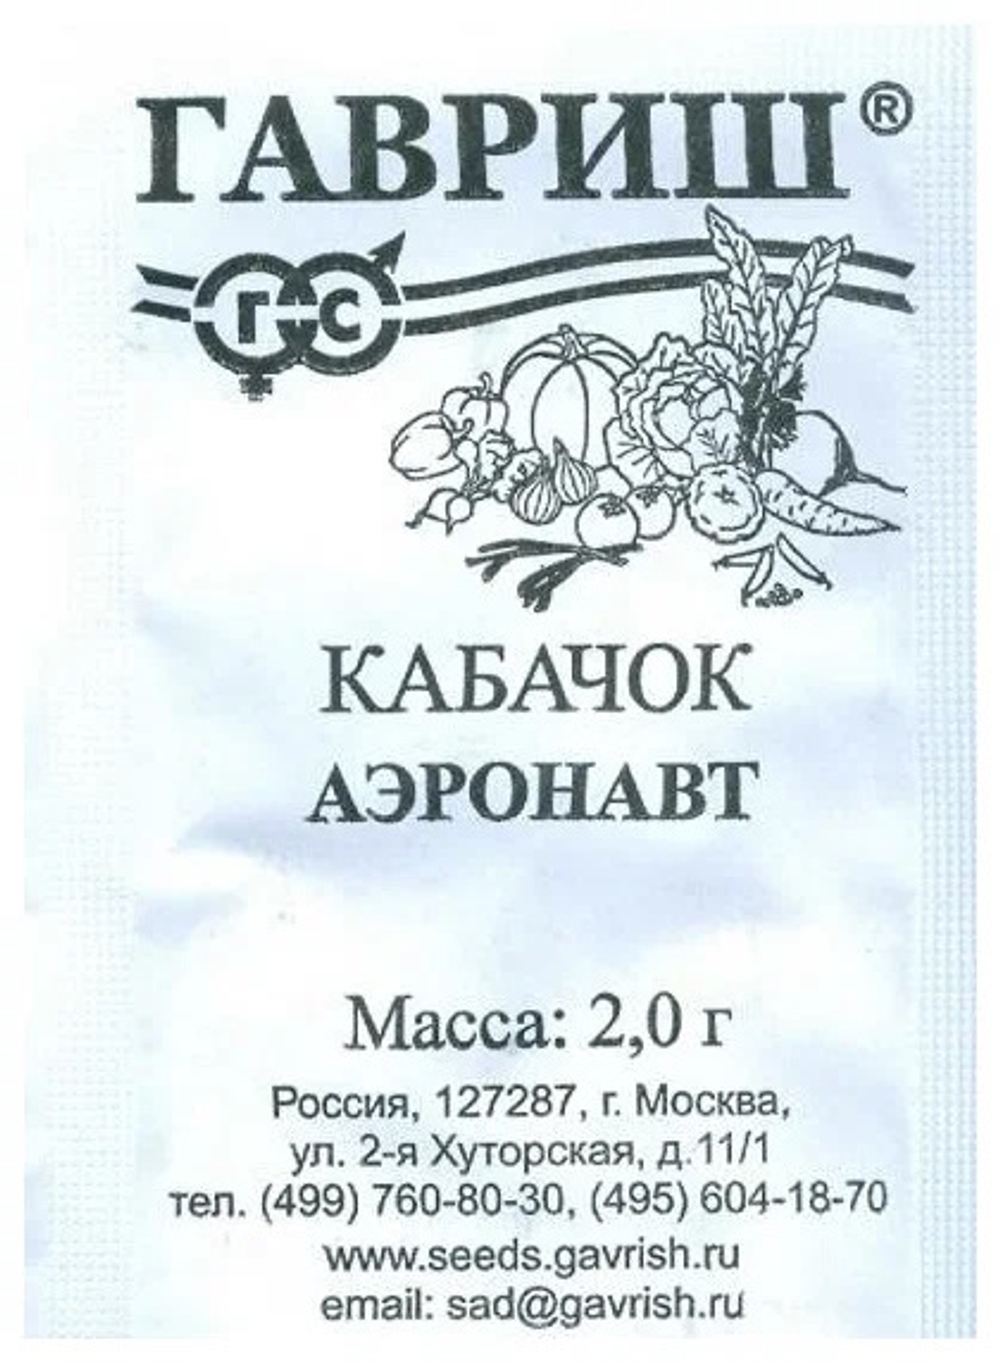 ГАВРИШ®
ГС
КАБАЧОК
АЭРОНАВТ
Масса: 2,0 г
Россия, 127287, г. Москва,
ул. 2-я Хуторская, д.11/1
тел. (499) 760-80-30, (495) 604-18-70
www.seeds.gavrish.ru
email: sad@gavrish.ru